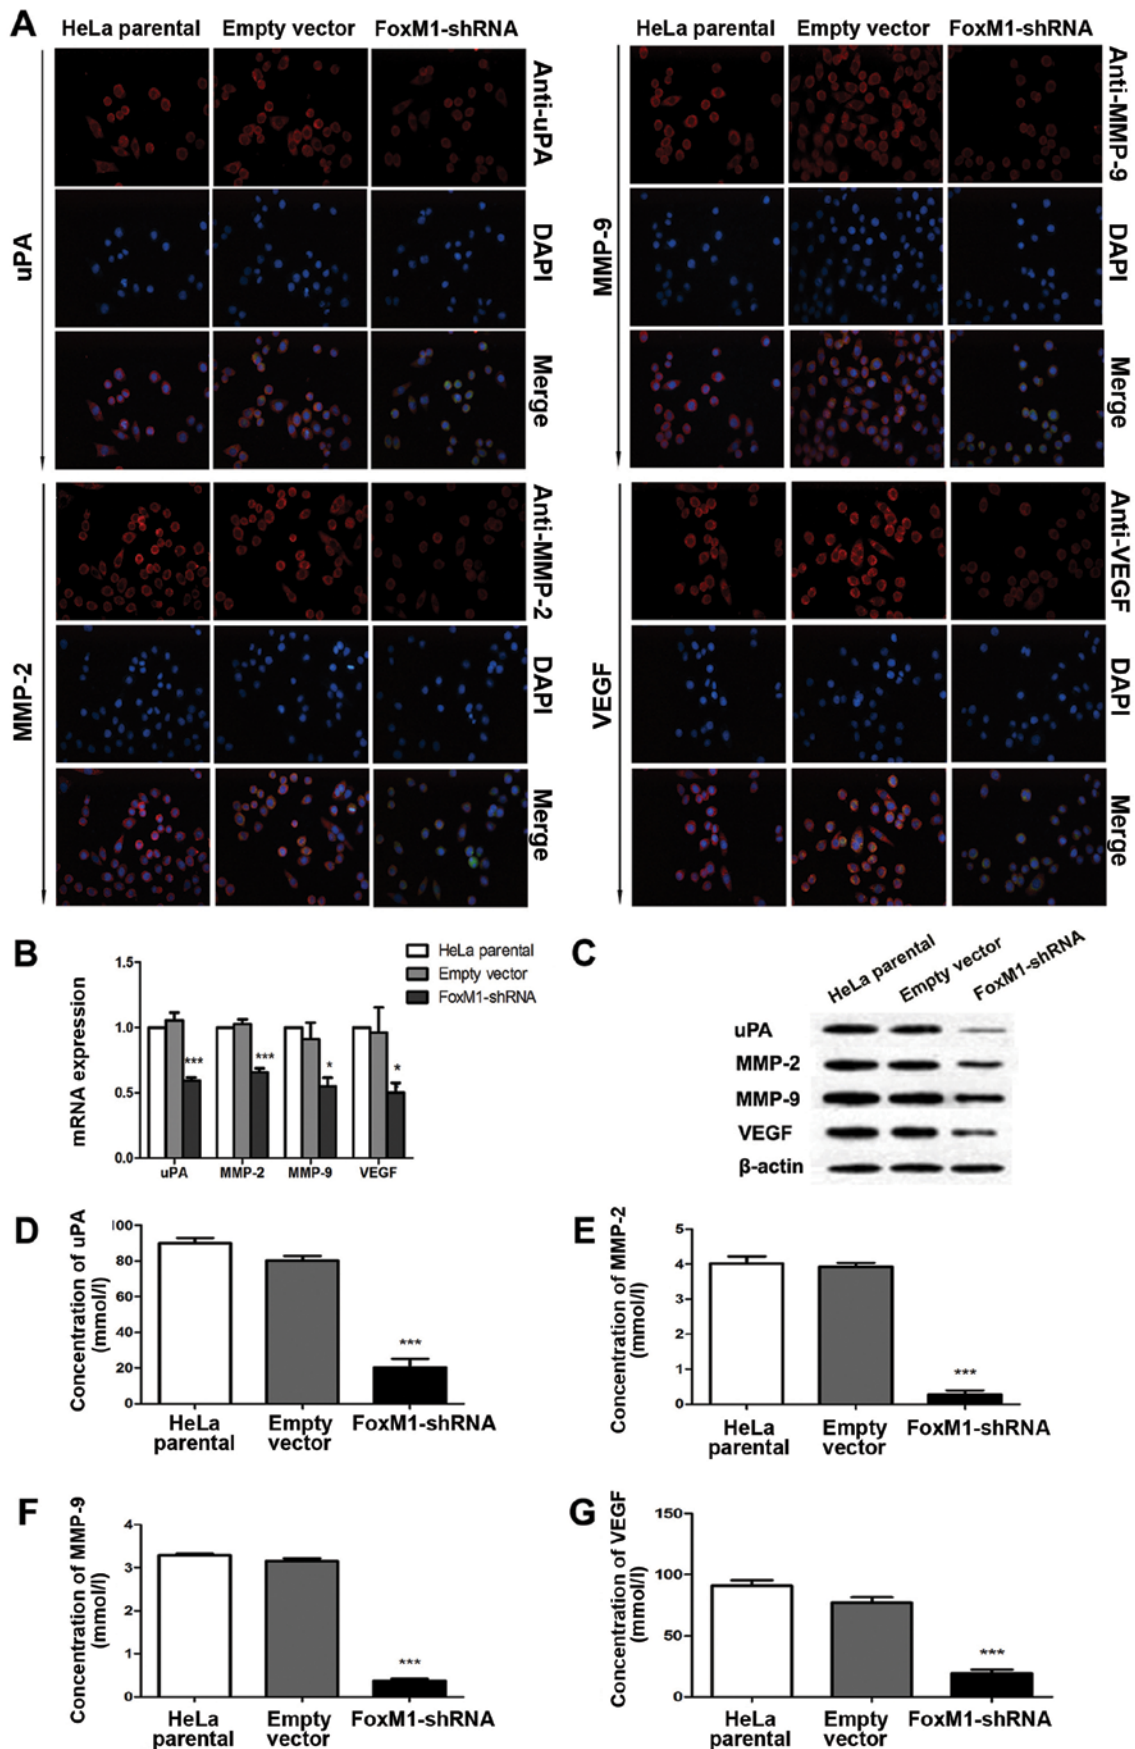 A
HeLa parental Empty vector FoxM1-shRNA
uPA
Anti-uPA
DAPI
Merge
MMP-2
Anti-MMP-2
DAPI
Merge
HeLa parental Empty vector FoxM1-shRNA
MMP-9
Anti-MMP-9
DAPI
Merge
VEGF
Anti-VEGF
DAPI
Merge
B
HeLa parental
Empty vector
FoxM1-shRNA
mRNA expression
1.5
1.0
0.5
0.0
***
***
*
*
uPA MMP-2 MMP-9 VEGF
C
HeLa parental
Empty vector
FoxM1-shRNA
uPA
MMP-2
MMP-9
VEGF
β-actin
D
Concentration of uPA
(mmol/l)
100
80
60
40
20
0
***
HeLa Empty FoxM1-shRNA
parental vector
E
Concentration of MMP-2
(mmol/l)
5
4
3
2
1
0
***
HeLa Empty FoxM1-shRNA
parental vector
F
Concentration of MMP-9
(mmol/l)
4
3
2
1
0
***
HeLa Empty FoxM1-shRNA
parental vector
G
Concentration of VEGF
(mmol/l)
150
100
50
0
***
HeLa Empty FoxM1-shRNA
parental vector